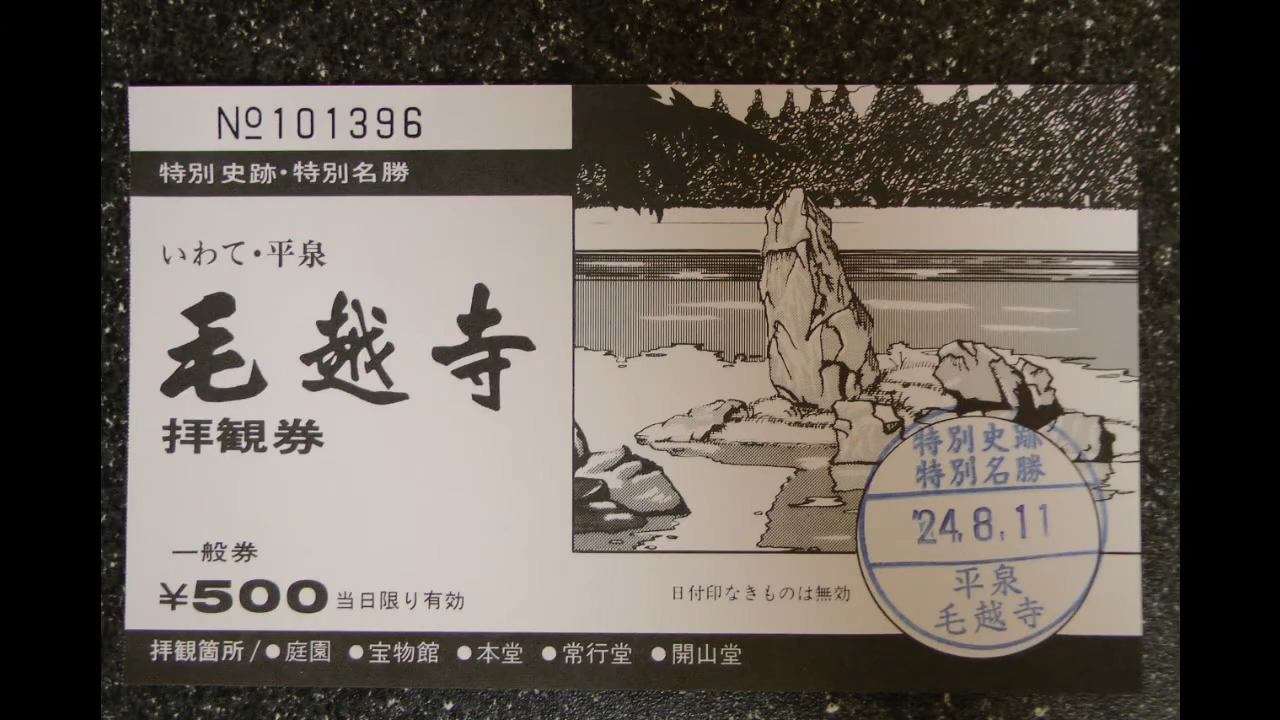 №101396
特別史跡・特別名勝
いわて・平泉
毛越寺
拝観券
一般券
¥500 当日限り有効
日付印なきものは無効
特別史跡
特別名勝
'24.8.11
平泉
毛越寺
拝観箇所/●庭園 ●宝物館 ●本堂 ●常行堂 ●開山堂